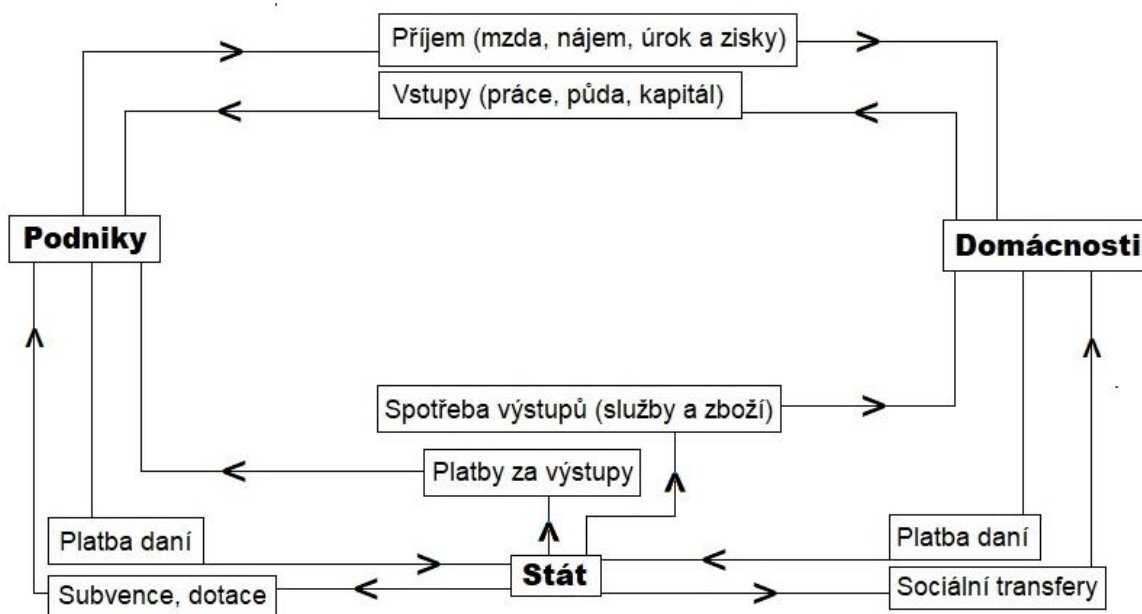 Příjem (mzda, nájem, úrok a zisky)
Vstupy (práce, půda, kapitál)
Podniky
Domácnosti
Spotřeba výstupů (služby a zboží)
Platby za výstupy
Platba daní
Platba daní
Stát
Subvence, dotace
Sociální transfery